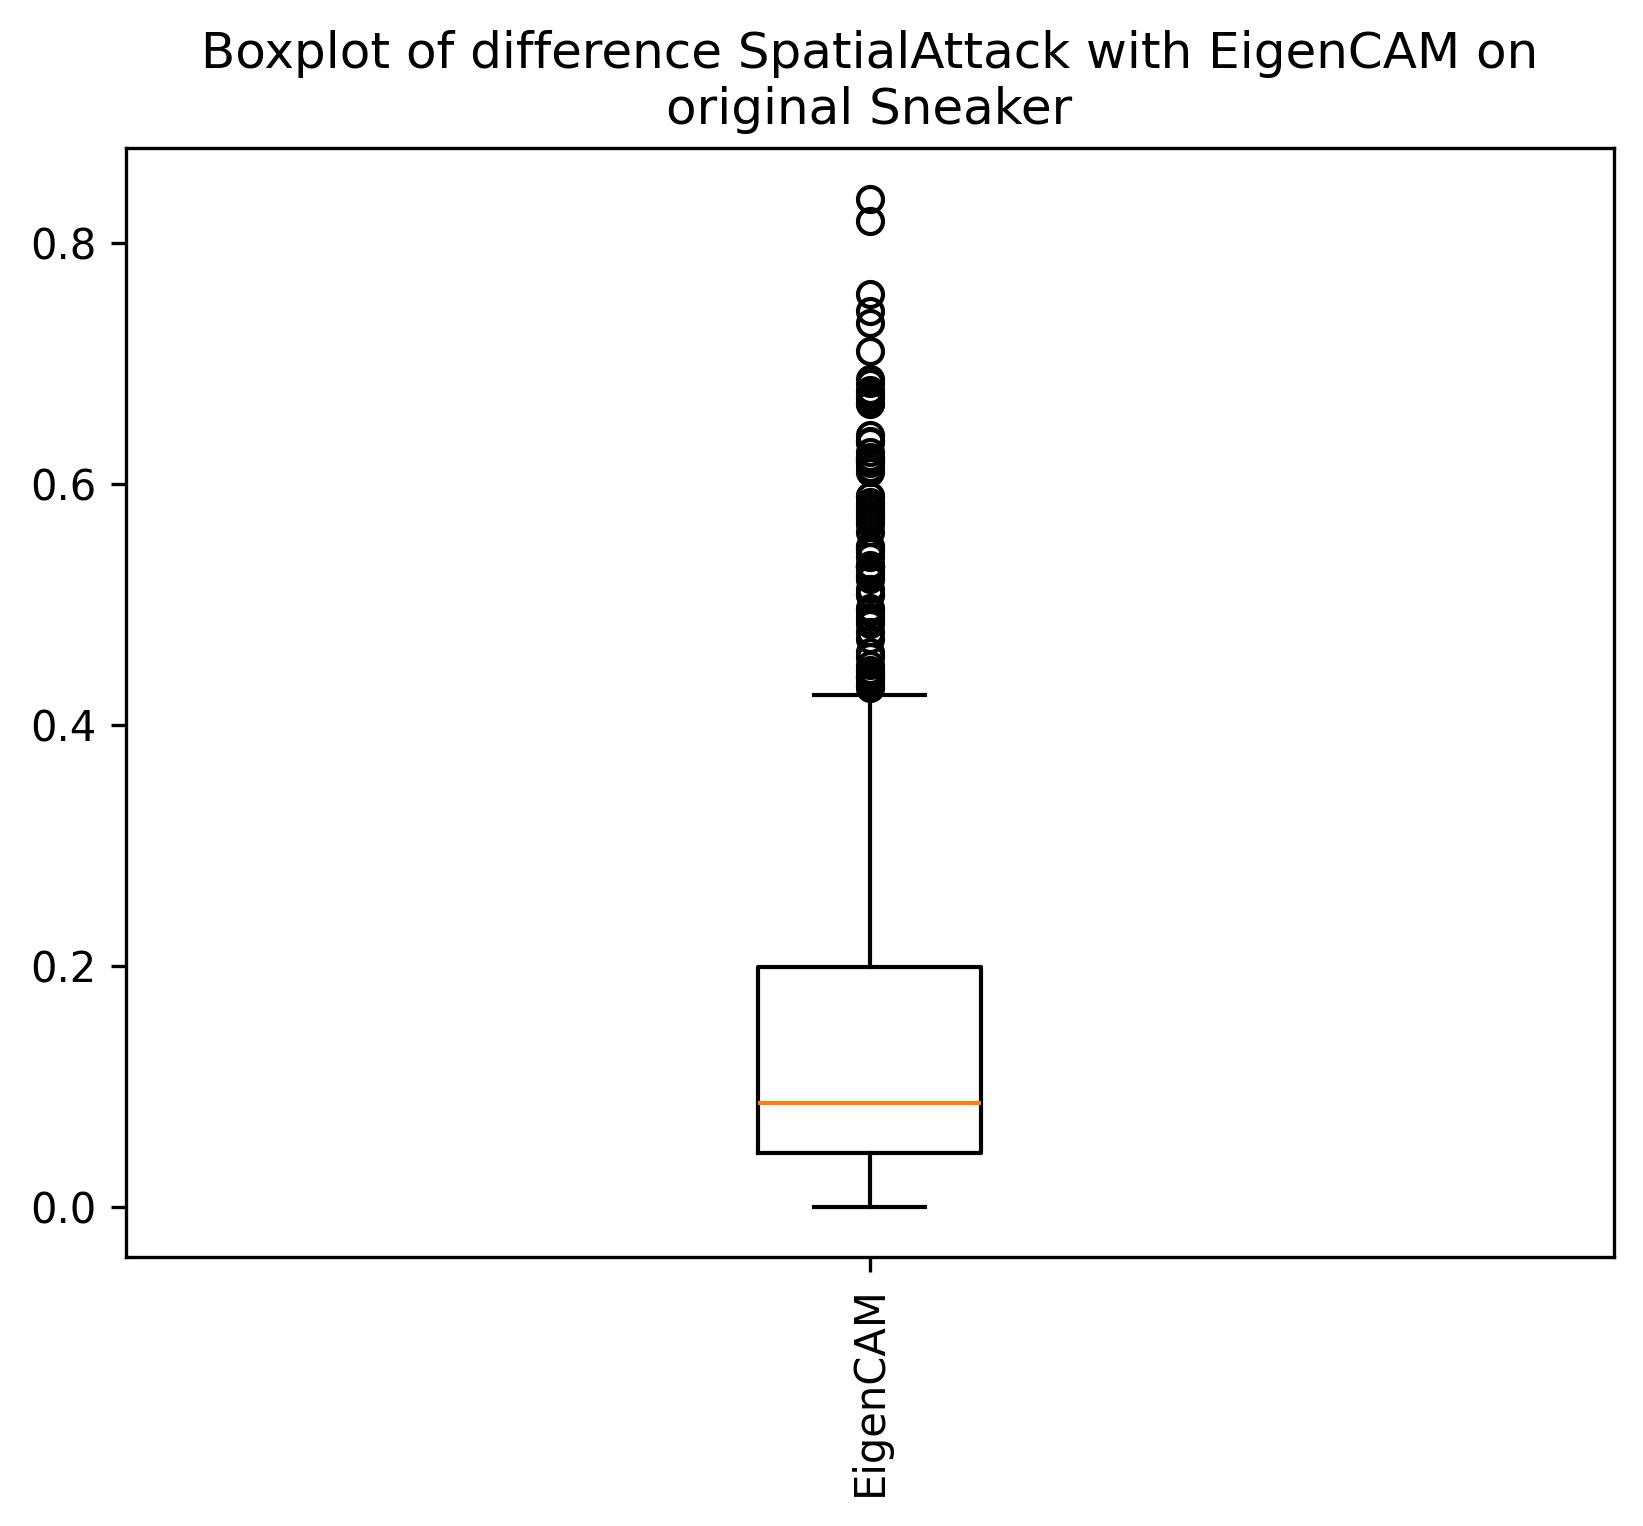 Boxplot of difference SpatialAttack with EigenCAM on
original Sneaker
0.8
0.6
0.4
0.2
0.0
EigenCAM